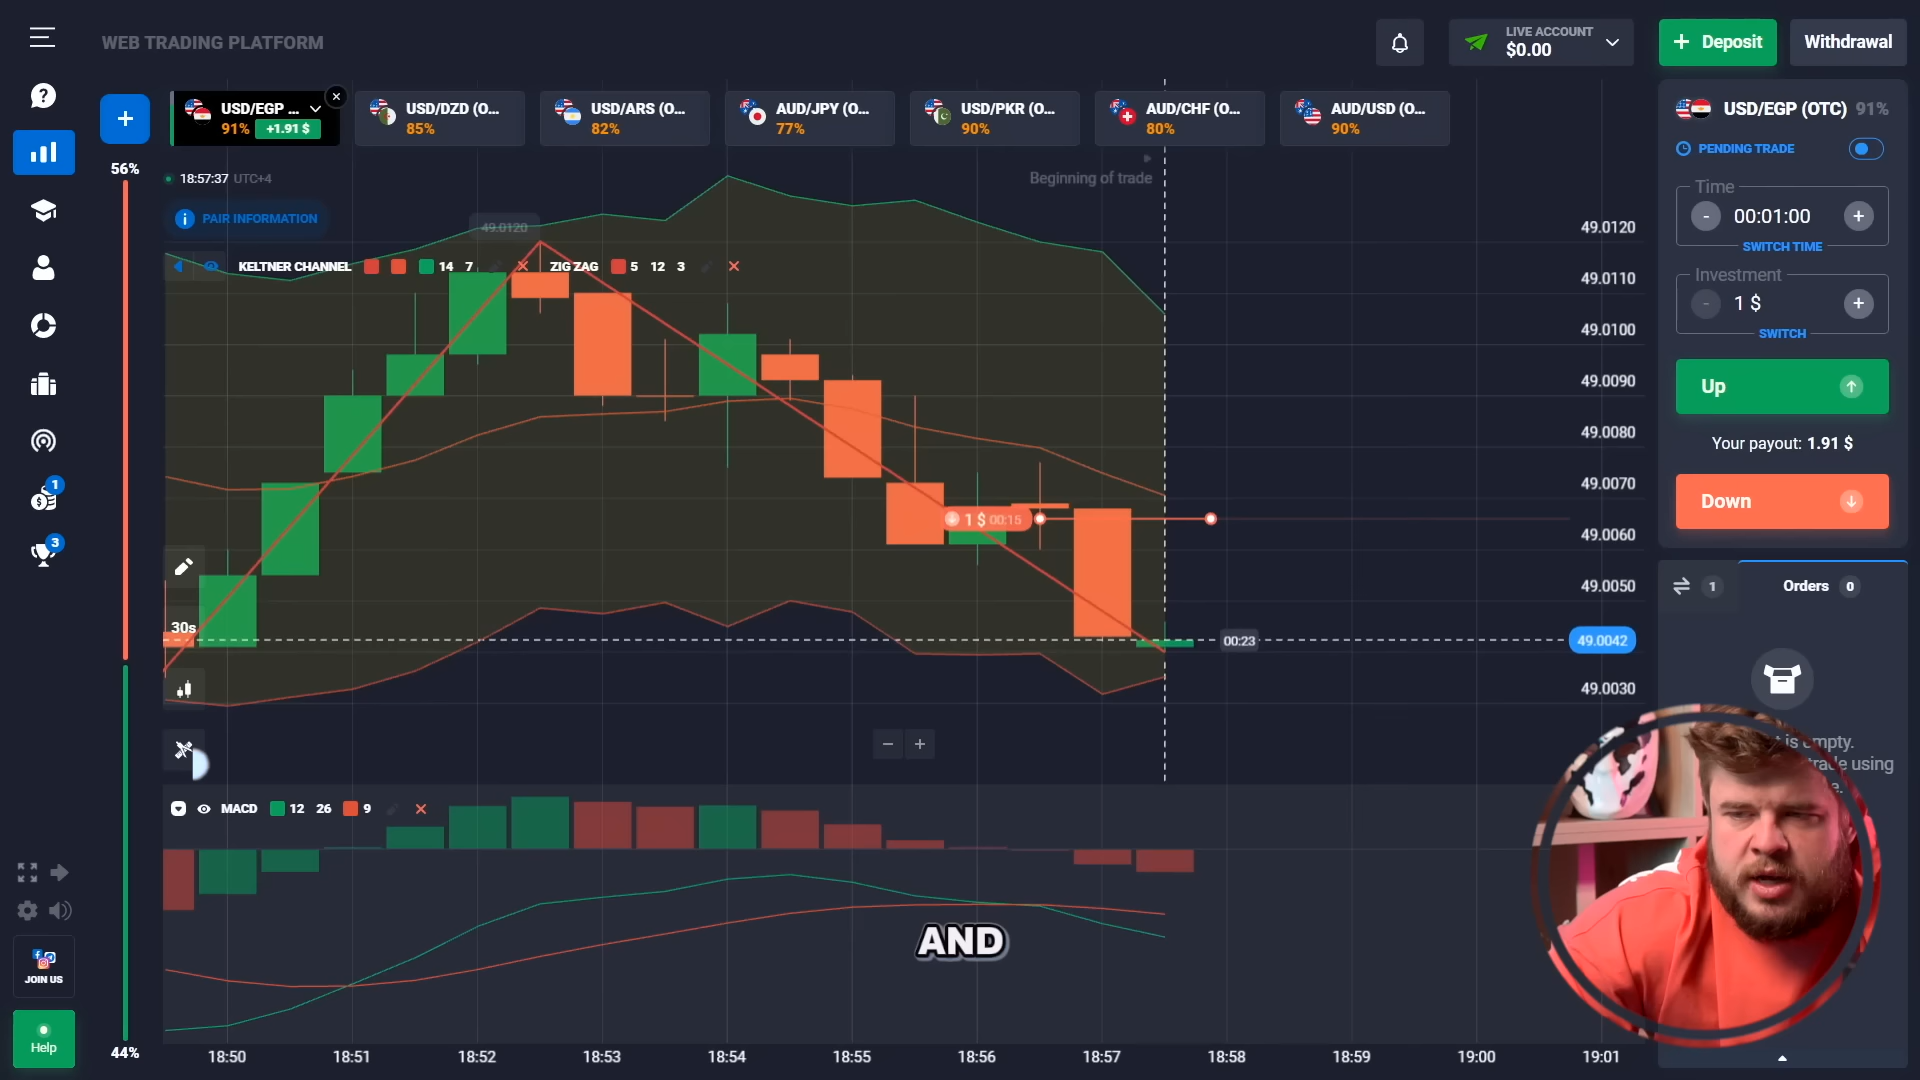 WEB TRADING PLATFORM
LIVE ACCOUNT
$0.00
Deposit
Withdrawal
USD/EGP ...
91% +1.91 $
USD/DZD (O...
85%
USD/ARS (O...
82%
AUD/JPY (O...
77%
USD/PKR (O...
90%
AUD/CHF (O...
80%
AUD/USD (O...
90%
56%
18:57:37 UTC+4
Beginning of trade
PAIR INFORMATION
49.0120
KELTNER CHANNEL 14 7
ZIG ZAG 5 12 3
49.0120
49.0110
49.0100
49.0090
49.0080
49.0070
49.0060
49.0050
49.0042
49.0030
1 $ 00:15
30s
00:23
MACD 12 26 9
AND
44%
18:50
18:51
18:52
18:53
18:54
18:55
18:56
18:57
18:58
18:59
19:00
19:01
1
3
JOIN US
Help
USD/EGP (OTC) 91%
PENDING TRADE
Time
- 00:01:00 +
SWITCH TIME
Investment
- 1 $ +
SWITCH
Up
Your payout: 1.91 $
Down
1
Orders 0
is empty.
trade using